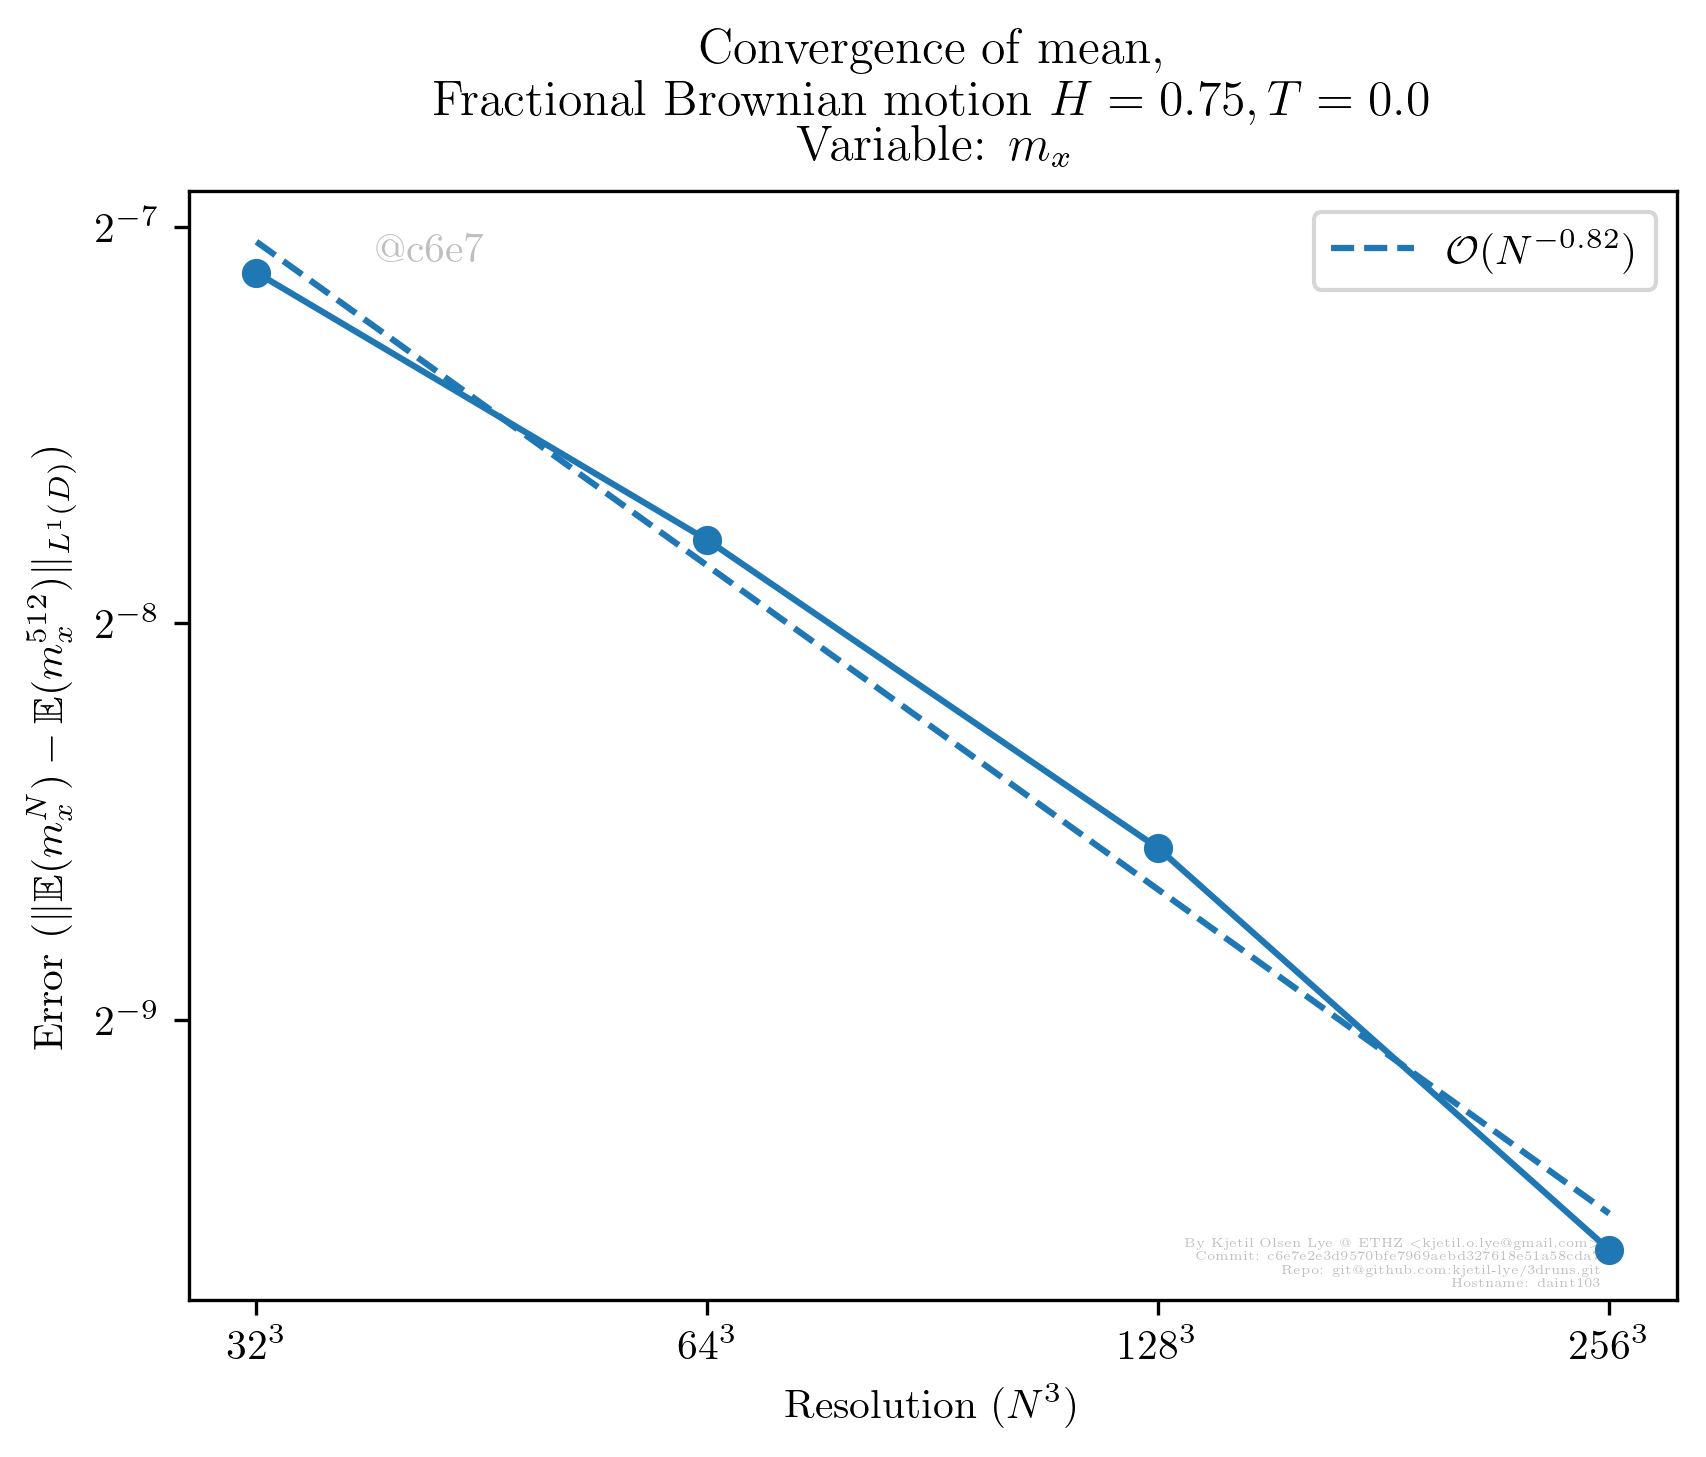 Convergence of mean,
Fractional Brownian motion H = 0.75, T = 0.0
Variable: m_x
2^{-7}
2^{-8}
2^{-9}
Error (||𝔼(m_x^N) − 𝔼(m_x^{512})||_{L^1(D)})
@c6e7
𝒪(N^{-0.82})
By Kjetil Olsen Lye @ ETHZ <kjetil.o.lye@gmail.com>
Commit: c6e7e2e3d9570bfe7969aebd327618e51a58cda7
Repo: git@github.com:kjetil-lye/3druns.git
Hostname: daint103
32^3 64^3 128^3 256^3
Resolution (N^3)